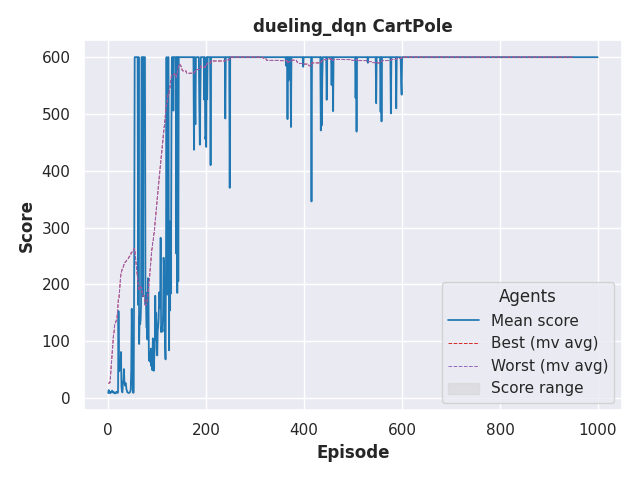 dueling_dqn CartPole
Score
600
500
400
300
200
100
0
Agents
Mean score
Best (mv avg)
Worst (mv avg)
Score range
0
200
400
600
800
1000
Episode